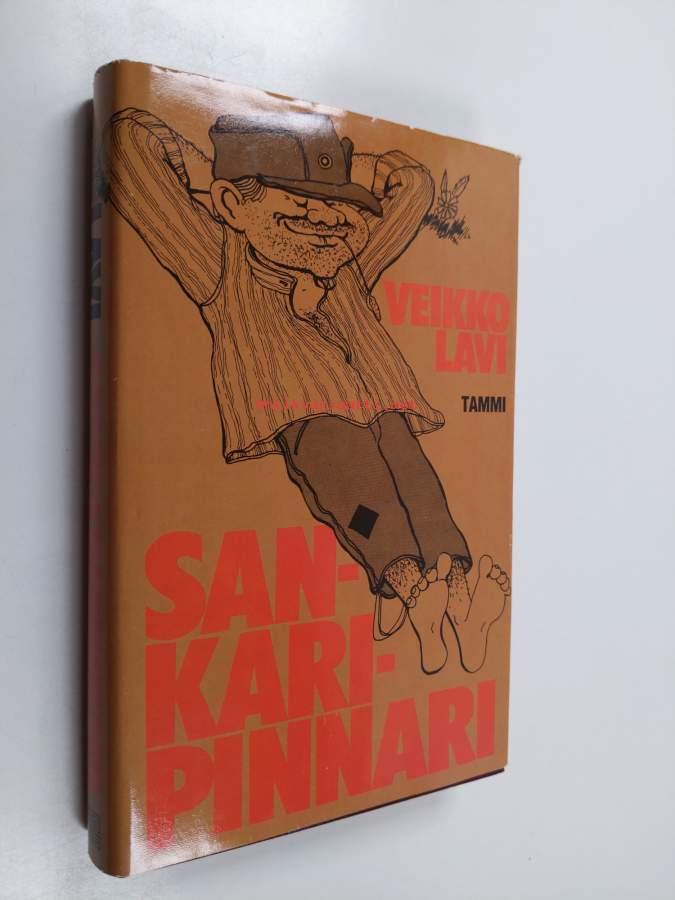 VEIKKO
LAVI
TAMMI
SAN-
KARI-
PINNARI